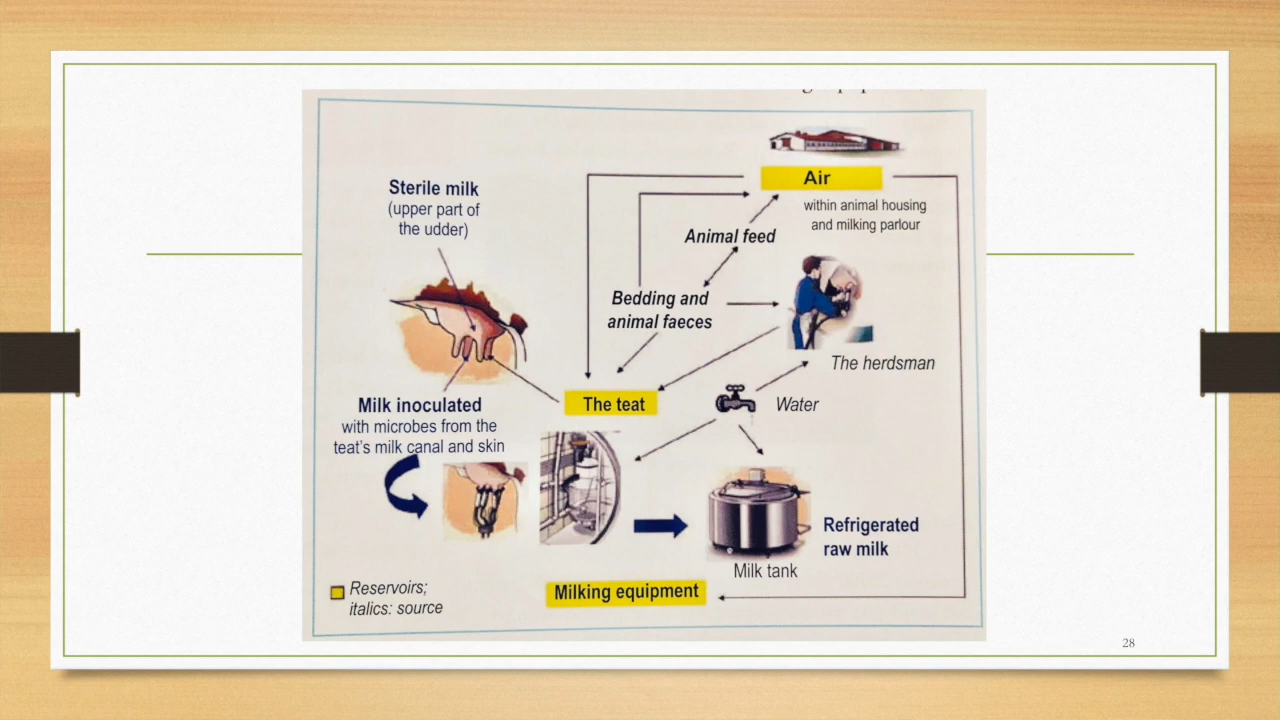 Air
within animal housing
and milking parlour
Sterile milk
(upper part of
the udder)
Animal feed
Bedding and
animal faeces
The herdsman
The teat
Water
Milk inoculated
with microbes from the
teat's milk canal and skin
Refrigerated
raw milk
Milk tank
Milking equipment
Reservoirs;
italics: source
28